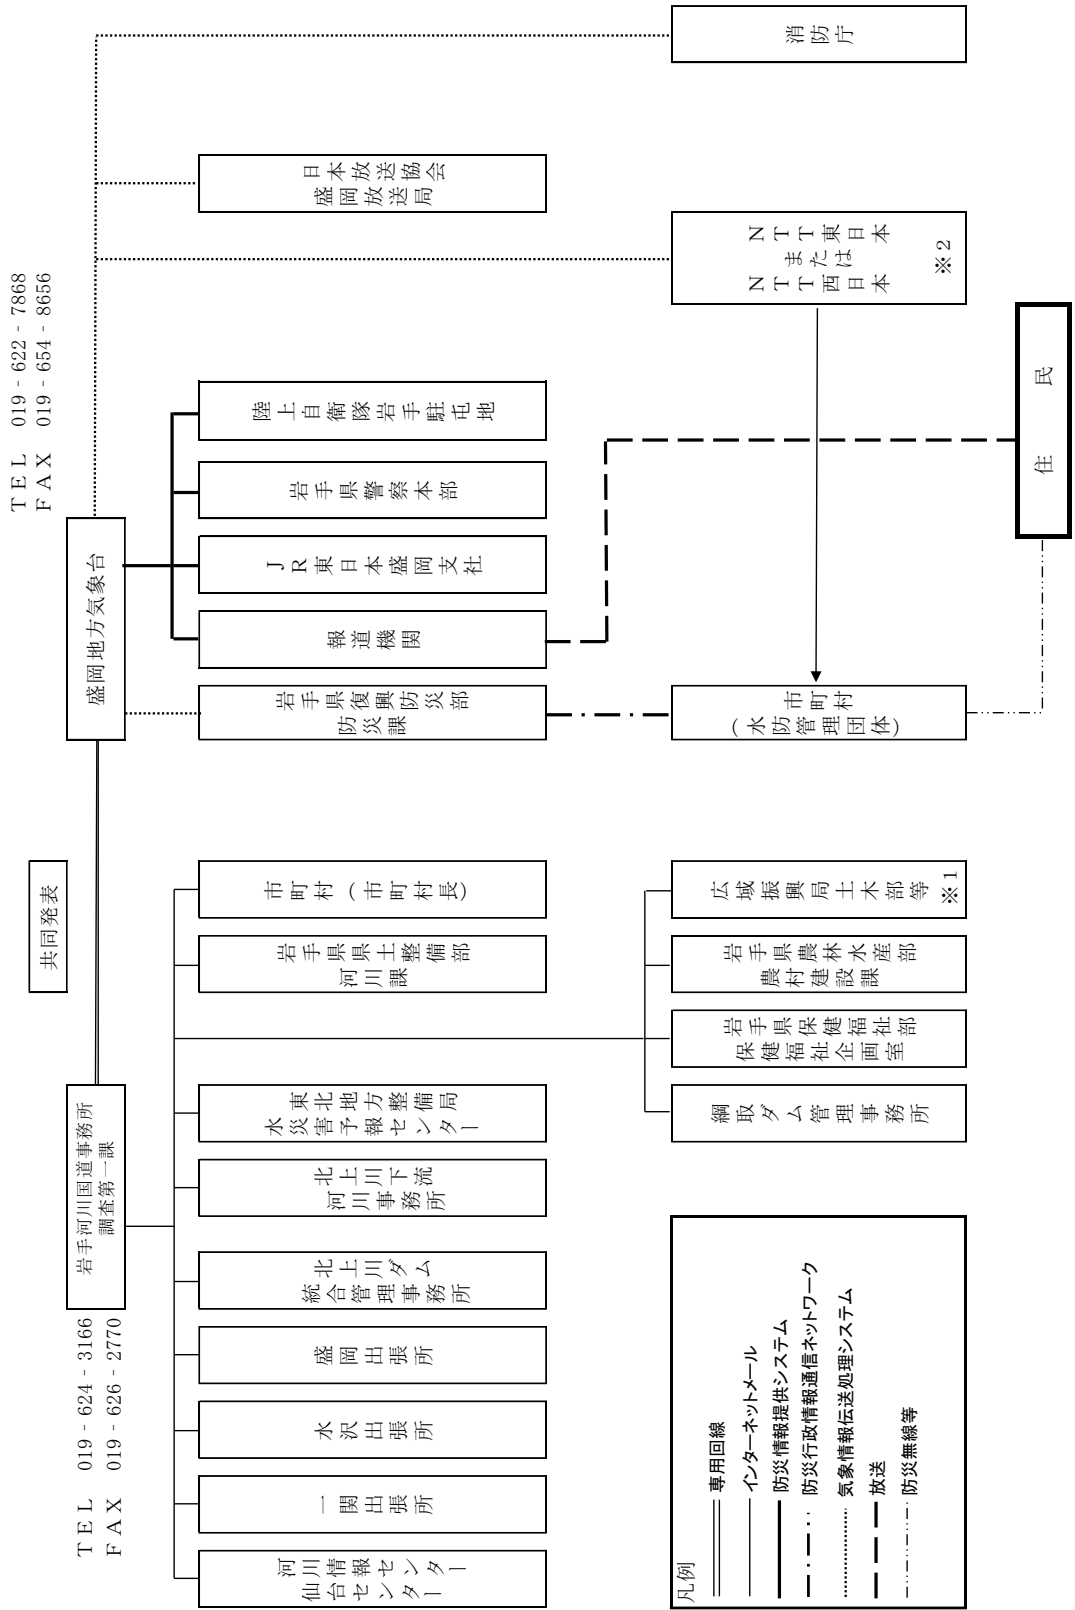 共同発表
TEL 019-624-3166
FAX 019-626-2770
岩手河川国道事務所
調査第一課
盛岡地方気象台
TEL 019-622-7868
FAX 019-654-8656
河川情報センター
仙台センター
一関出張所
水沢出張所
盛岡出張所
北上川ダム
統合管理事務所
北上川下流
河川事務所
東北地方整備局
水災害予報センター
岩手県県土整備部
河川課
市町村(市町村長)
岩手県復興防災部
防災課
報道機関
JR東日本盛岡支社
岩手県警察本部
陸上自衛隊岩手駐屯地
日本放送協会
盛岡放送局
綱取ダム管理事務所
岩手県保健福祉部
保健福祉企画室
岩手県農林水産部
農村建設課
広域振興局土木部等
※1
市町村
(水防管理団体)
NTT東日本
または
NTT西日本
※2
消防庁
住民
凡例
専用回線
インターネットメール
防災情報提供システム
防災行政情報通信ネットワーク
気象情報伝送処理システム
放送
防災無線等